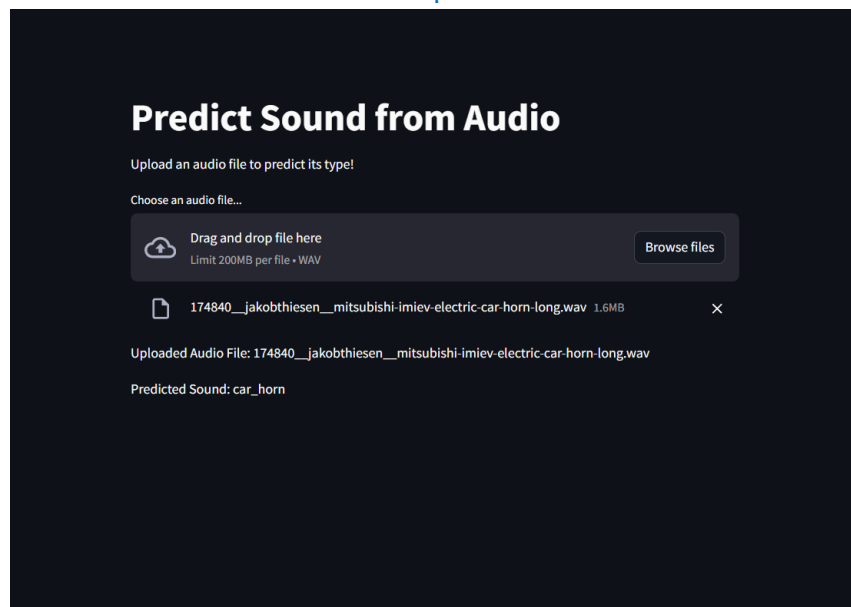 Predict Sound from Audio
Upload an audio file to predict its type!
Choose an audio file...
Drag and drop file here
Limit 200MB per file • WAV
Browse files
174840__jakobthiesen__mitsubishi-imiev-electric-car-horn-long.wav 1.6MB
Uploaded Audio File: 174840__jakobthiesen__mitsubishi-imiev-electric-car-horn-long.wav
Predicted Sound: car_horn